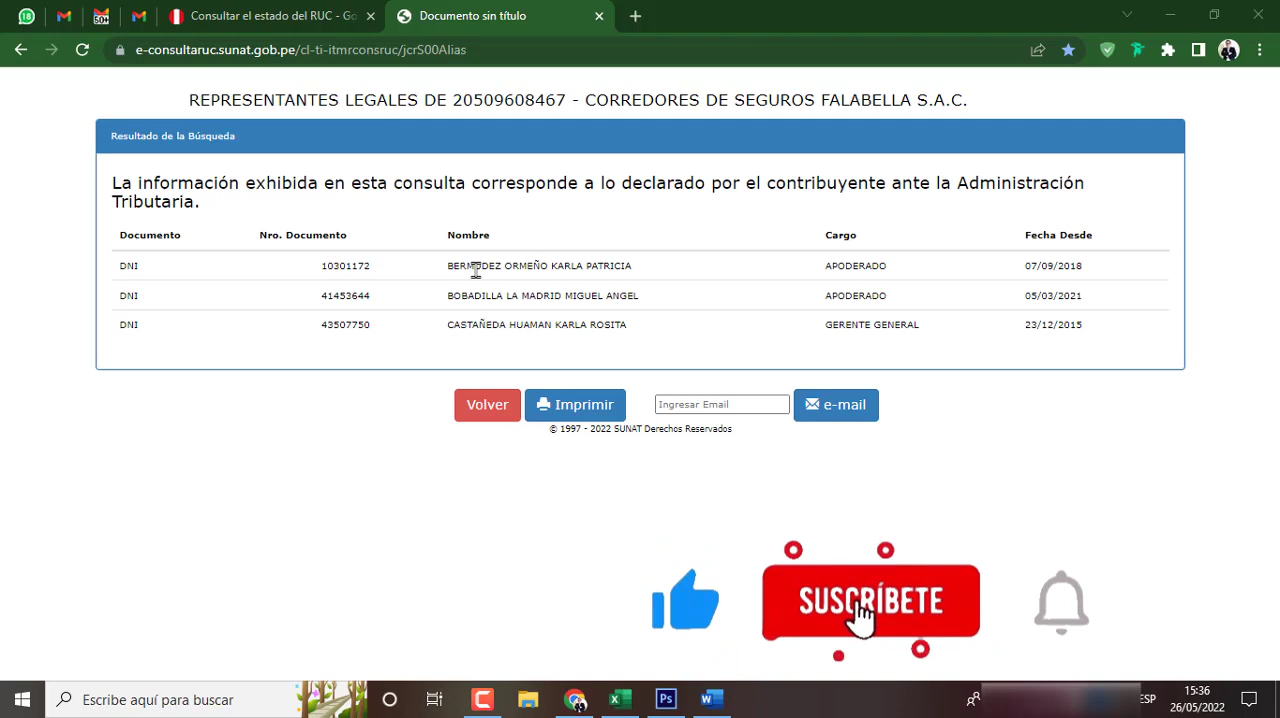 18
50+
Consultar el estado del RUC - Go
Documento sin título
e-consultaruc.sunat.gob.pe/cl-ti-itmrconsruc/jcrS00Alias
REPRESENTANTES LEGALES DE 20509608467 - CORREDORES DE SEGUROS FALABELLA S.A.C.
Resultado de la Búsqueda
La información exhibida en esta consulta corresponde a lo declarado por el contribuyente ante la Administración
Tributaria.
Documento Nro. Documento Nombre Cargo Fecha Desde
DNI 10301172 BERMUDEZ ORMEÑO KARLA PATRICIA APODERADO 07/09/2018
DNI 41453644 BOBADILLA LA MADRID MIGUEL ANGEL APODERADO 05/03/2021
DNI 43507750 CASTAÑEDA HUAMAN KARLA ROSITA GERENTE GENERAL 23/12/2015
Volver Imprimir Ingresar Email e-mail
© 1997 - 2022 SUNAT Derechos Reservados
SUSCRÍBETE
Escribe aquí para buscar
Ps
ESP
15:36
26/05/2022